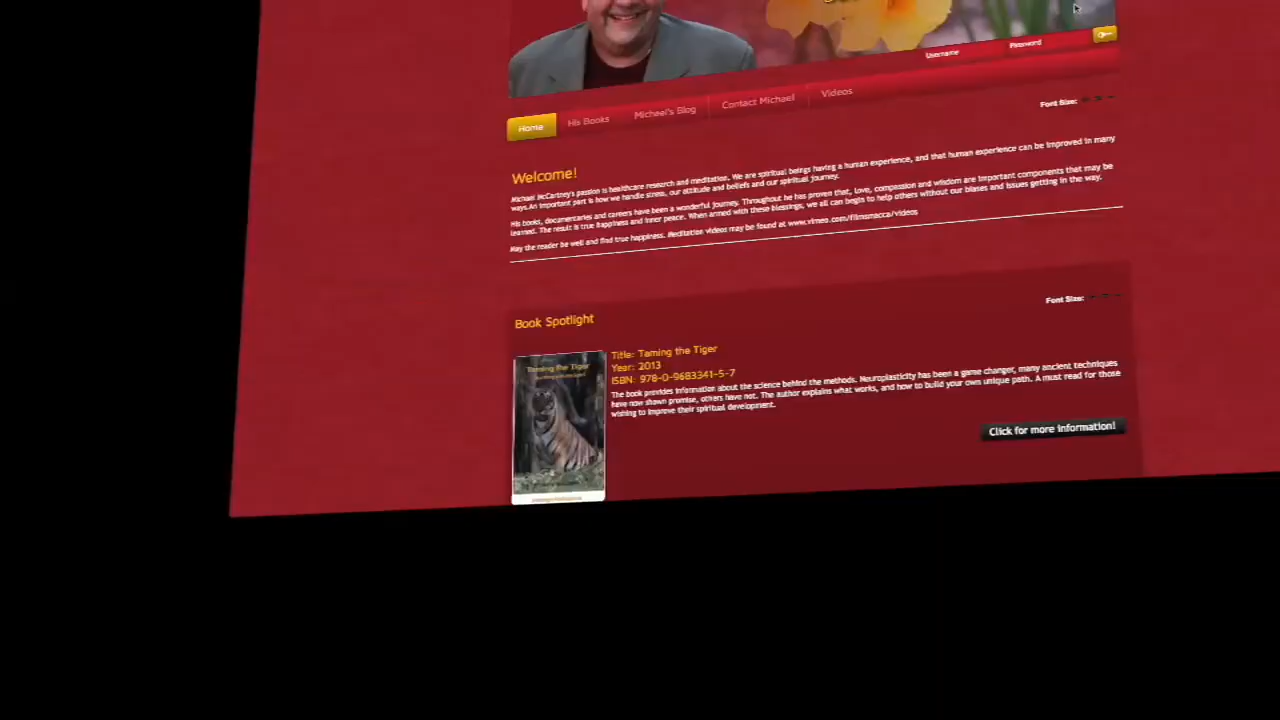 Username
Password
Home
His Books
Michael's Blog
Contact Michael
Videos
Font Size:
Welcome!
Michael McCartney's passion is healthcare research and meditation. We are spiritual beings having a human experience, and that human experience can be improved in many
ways.An important part is how we handle stress, our attitude and beliefs and our spiritual journey.
His books, documentaries and careers have been a wonderful journey. Throughout he has proven that, love, compassion and wisdom are important components that may be
learned. The result is true happiness and inner peace. When armed with these blessings, we all can begin to help others without our biases and issues getting in the way.
May the reader be well and find true happiness. Meditation videos may be found at www.vimeo.com/filmsmacca/videos
Font Size:
Book Spotlight
Taming the Tiger
Title: Taming the Tiger
Year: 2013
ISBN: 978-0-9683341-5-7
The book provides information about the science behind the methods. Neuroplasticity has been a game changer, many ancient techniques
have now shown promise, others have not. The author explains what works, and how to build your own unique path. A must read for those
wishing to improve their spiritual development.
Click for more information!